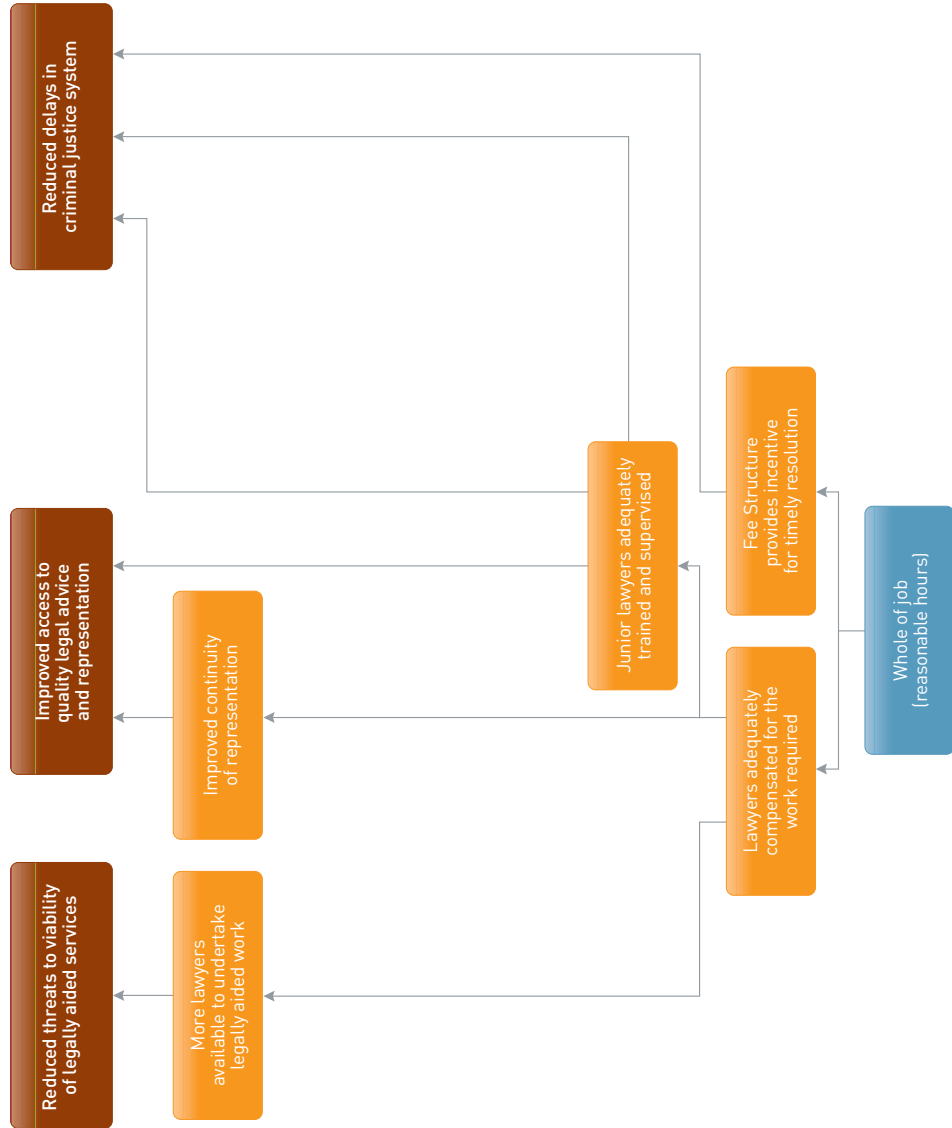 Reduced threats to viability
of legally aided services
Improved access to
quality legal advice
and representation
Reduced delays in
criminal justice system
More lawyers
available to undertake
legally aided work
Improved continuity
of representation
Junior lawyers adequately
trained and supervised
Lawyers adequately
compensated for the
work required
Fee Structure
provides incentive
for timely resolution
Whole of job
(reasonable hours)